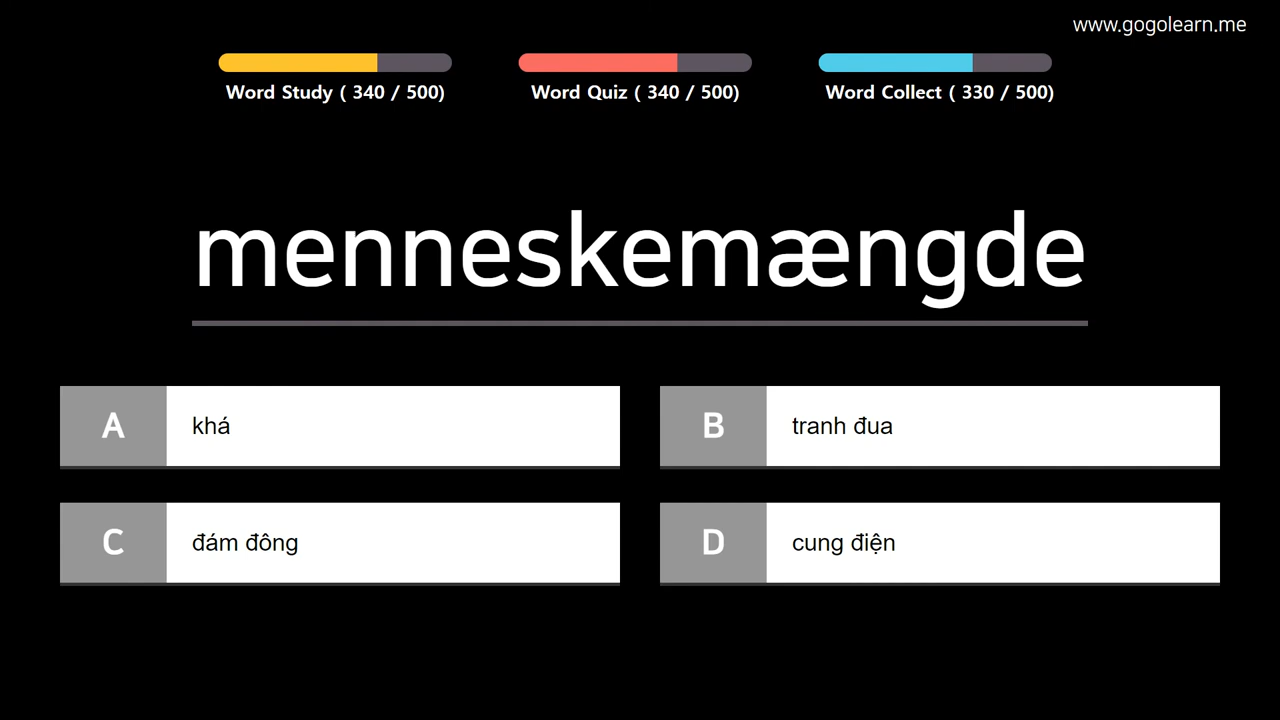 www.gogolearn.me
Word Study ( 340 / 500)
Word Quiz ( 340 / 500)
Word Collect ( 330 / 500)
menneskemængde
A khá
B tranh đua
C đám đông
D cung điện